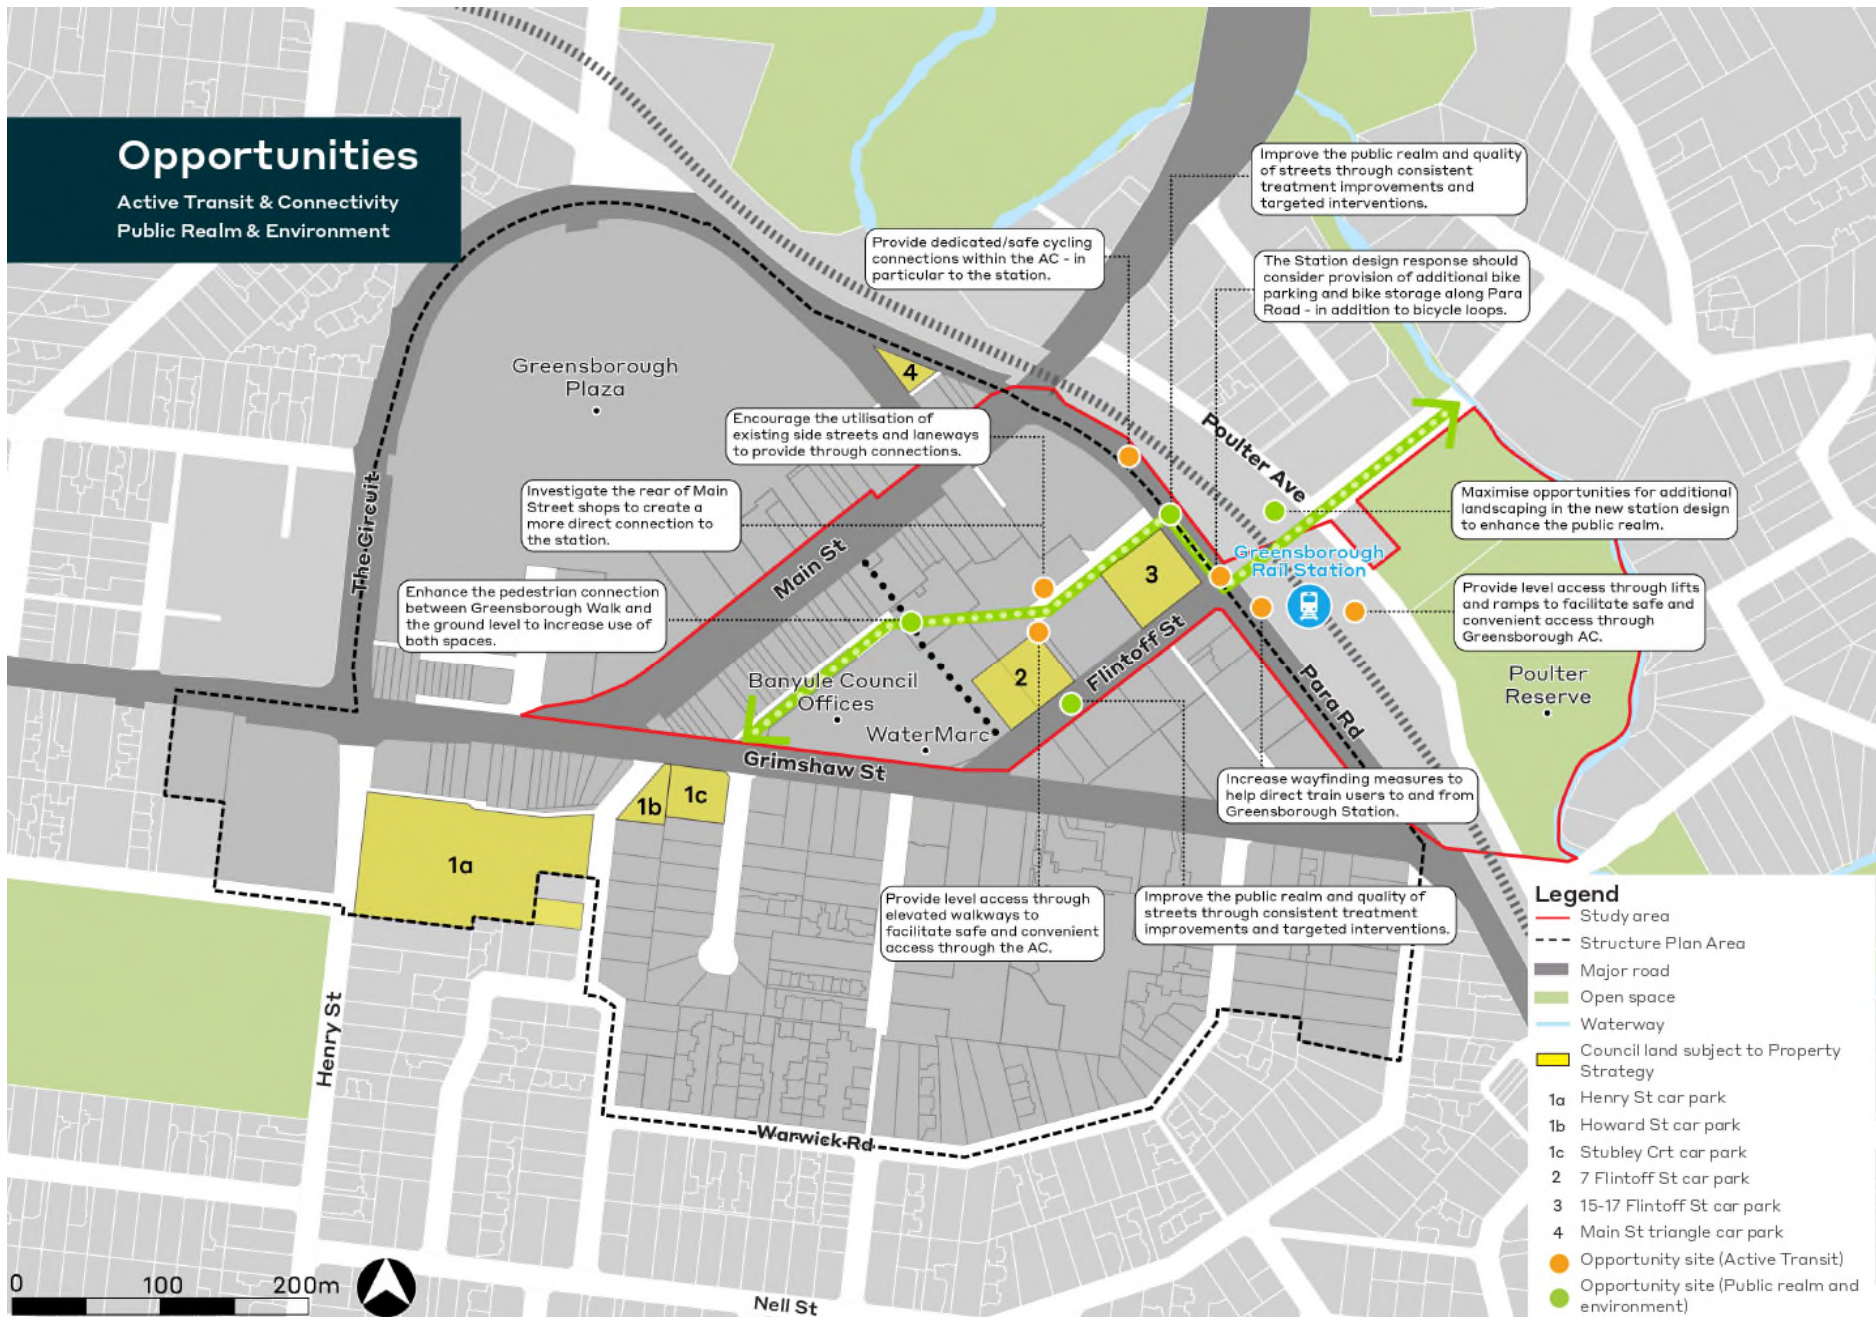 Opportunities
Active Transit & Connectivity
Public Realm & Environment
Improve the public realm and quality
of streets through consistent
treatment improvements and
targeted interventions.
Provide dedicated/safe cycling
connections within the AC - in
particular to the station.
The Station design response should
consider provision of additional bike
parking and bike storage along Para
Road - in addition to bicycle loops.
Greensborough
Plaza
4
Encourage the utilisation of
existing side streets and laneways
to provide through connections.
Poulter Ave
The Circuit
Investigate the rear of Main
Street shops to create a
more direct connection to
the station.
Maximise opportunities for additional
landscaping in the new station design
to enhance the public realm.
Main St
Greensborough
Rail Station
3
Enhance the pedestrian connection
between Greensborough Walk and
the ground level to increase use of
both spaces.
Provide level access through lifts
and ramps to facilitate safe and
convenient access through
Greensborough AC.
Flintoff St
2
Banyule Council
Offices
WaterMarc
Para Rd
Poulter
Reserve
Grimshaw St
1b
1c
Increase wayfinding measures to
help direct train users to and from
Greensborough Station.
1a
Provide level access through
elevated walkways to
facilitate safe and convenient
access through the AC.
Improve the public realm and quality of
streets through consistent treatment
improvements and targeted interventions.
Henry St
Warwick Rd
Nell St
0 100 200m
Legend
Study area
Structure Plan Area
Major road
Open space
Waterway
Council land subject to Property
Strategy
1a Henry St car park
1b Howard St car park
1c Stubley Crt car park
2 7 Flintoff St car park
3 15-17 Flintoff St car park
4 Main St triangle car park
Opportunity site (Active Transit)
Opportunity site (Public realm and
environment)